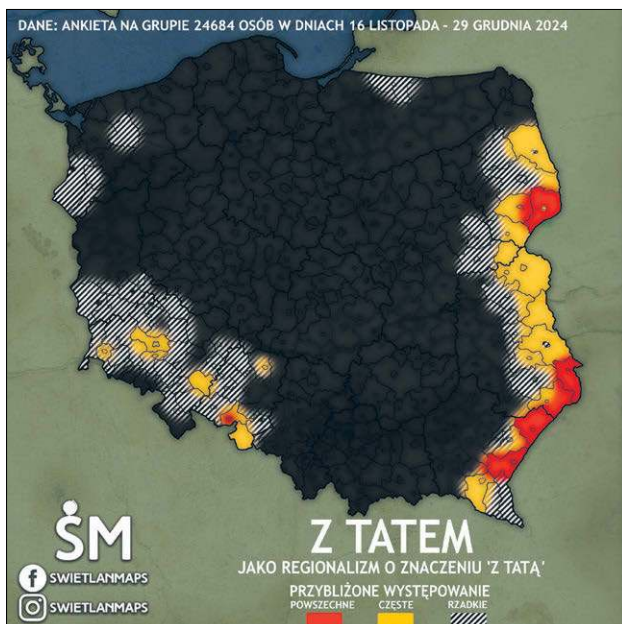 DANE: ANKIETA NA GRUPIE 24684 OSÓB W DNIACH 16 LISTOPADA - 29 GRUDNIA 2024
ŚM
SWIETLANMAPS
SWIETLANMAPS
Z TATEM
JAKO REGIONALIZM O ZNACZENIU 'Z TATĄ'
PRZYBLIŻONE WYSTĘPOWANIE
POWSZECHNE CZĘSTE RZADKIE